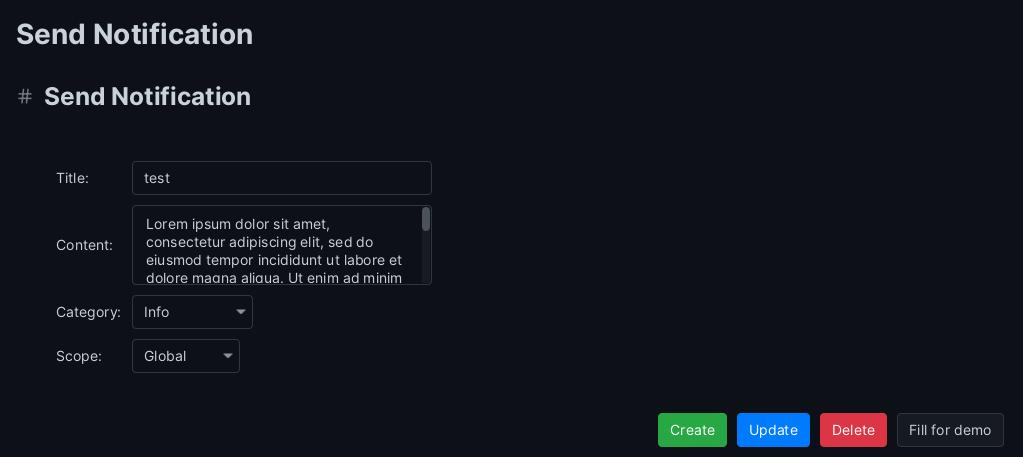 Send Notification
# Send Notification
Title: test
Content: Lorem ipsum dolor sit amet,
consectetur adipiscing elit, sed do
eiusmod tempor incididunt ut labore et
dolore magna aliqua. Ut enim ad minim
Category: Info
Scope: Global
Create Update Delete Fill for demo